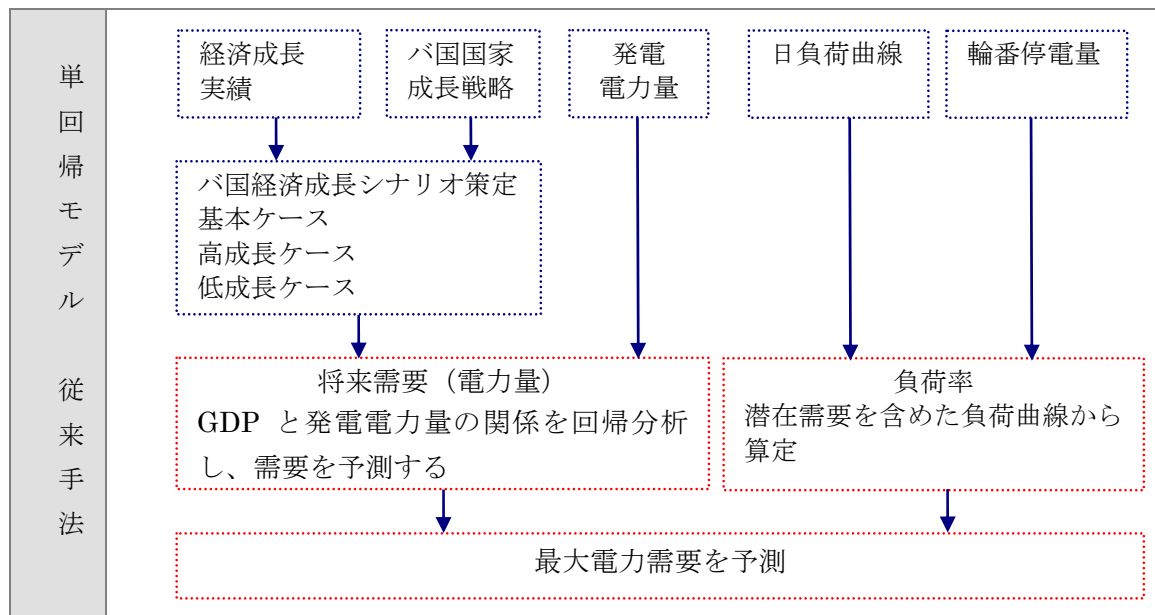 単回帰モデル 従来手法
経済成長
実績
バ国国家
成長戦略
発電
電力量
日負荷曲線
輪番停電量
バ国経済成長シナリオ策定
基本ケース
高成長ケース
低成長ケース
将来需要（電力量）
GDP と発電電力量の関係を回帰分析
し、需要を予測する
負荷率
潜在需要を含めた負荷曲線から
算定
最大電力需要を予測